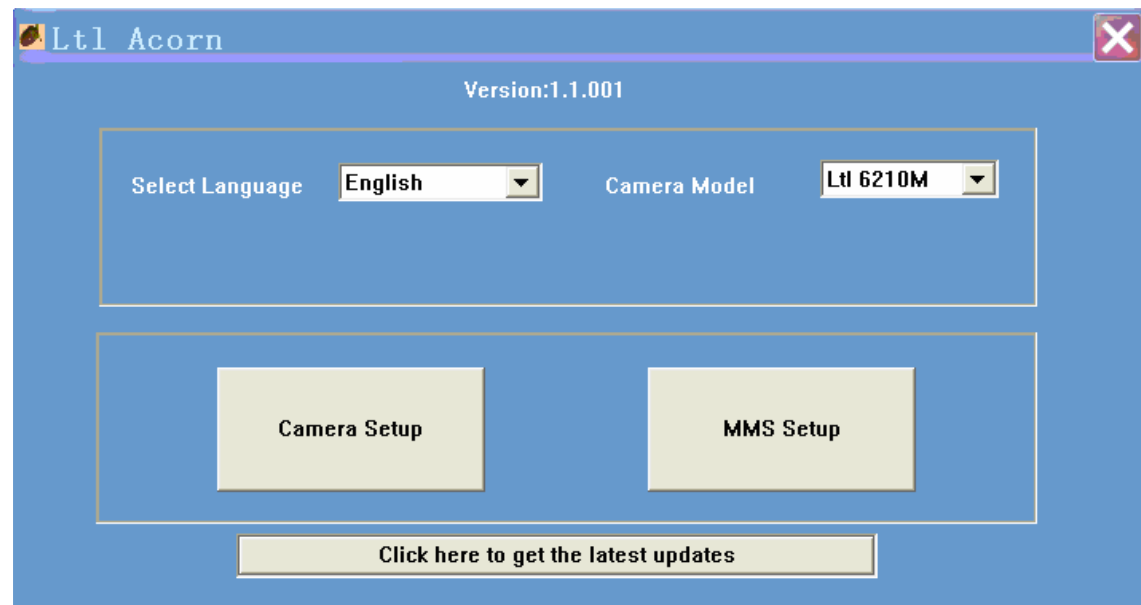 Ltl Acorn
Version:1.1.001
Select Language English Camera Model Ltl 6210M
Camera Setup MMS Setup
Click here to get the latest updates